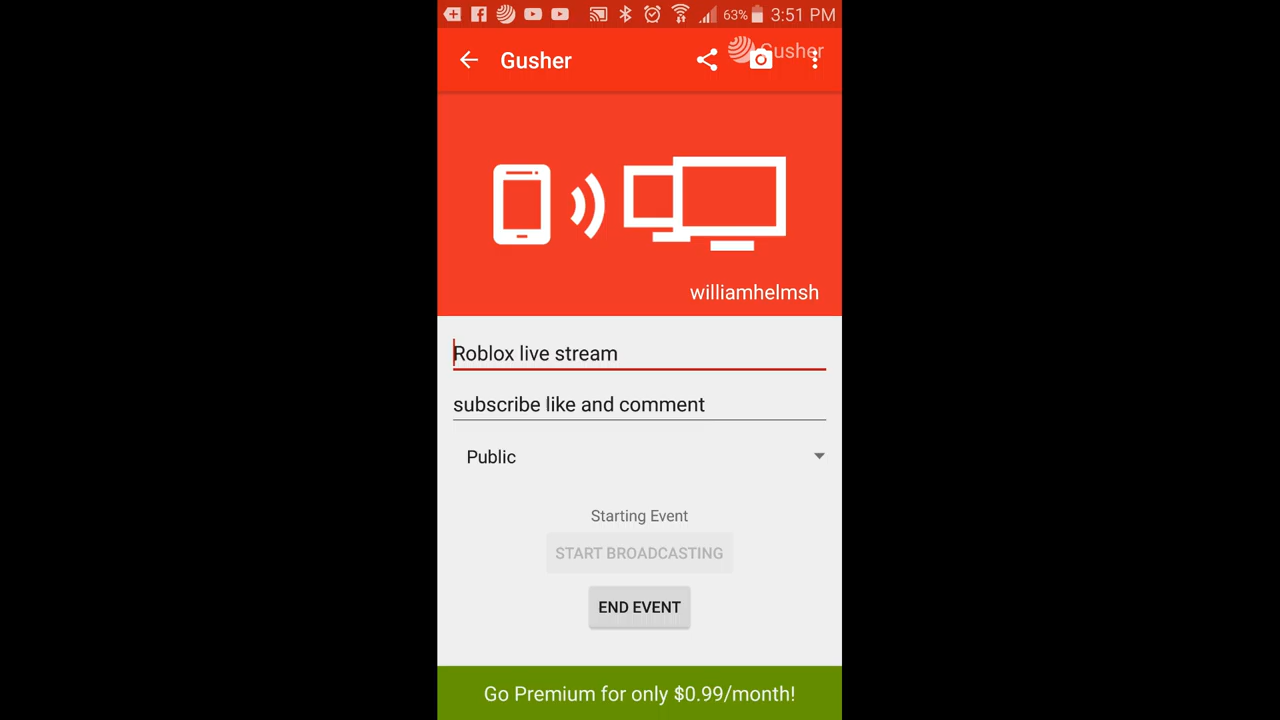 63% 3:51 PM
Gusher
Gusher
williamhelmsh
Roblox live stream
subscribe like and comment
Public
Starting Event
START BROADCASTING
END EVENT
Go Premium for only $0.99/month!